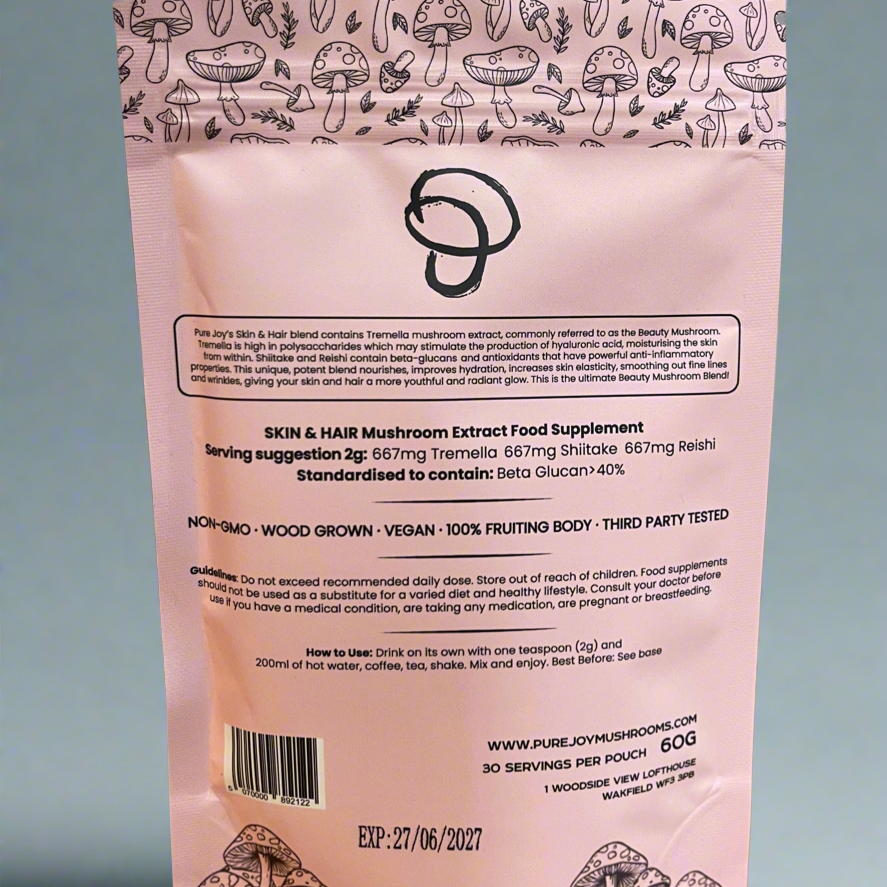 Pure Joy's Skin & Hair blend contains Tremella mushroom extract, commonly referred to as the Beauty Mushroom.
Tremella is high in polysaccharides which may stimulate the production of hyaluronic acid, moisturising the skin
from within. Shiitake and Reishi contain beta-glucans and antioxidants that have powerful anti-inflammatory
properties. This unique, potent blend nourishes, improves hydration, increases skin elasticity, smoothing out fine lines
and wrinkles, giving your skin and hair a more youthful and radiant glow. This is the ultimate Beauty Mushroom Blend!
SKIN & HAIR Mushroom Extract Food Supplement
Serving suggestion 2g: 667mg Tremella 667mg Shiitake 667mg Reishi
Standardised to contain: Beta Glucan>40%
NON-GMO · WOOD GROWN · VEGAN · 100% FRUITING BODY · THIRD PARTY TESTED
Guidelines: Do not exceed recommended daily dose. Store out of reach of children. Food supplements
should not be used as a substitute for a varied diet and healthy lifestyle. Consult your doctor before
use if you have a medical condition, are taking any medication, are pregnant or breastfeeding.
How to Use: Drink on its own with one teaspoon (2g) and
200ml of hot water, coffee, tea, shake. Mix and enjoy. Best Before: See base
WWW.PUREJOYMUSHROOMS.COM
30 SERVINGS PER POUCH 60G
1 WOODSIDE VIEW LOFTHOUSE
WAKFIELD WF3 3PB
5 070000 892122
EXP:27/06/2027